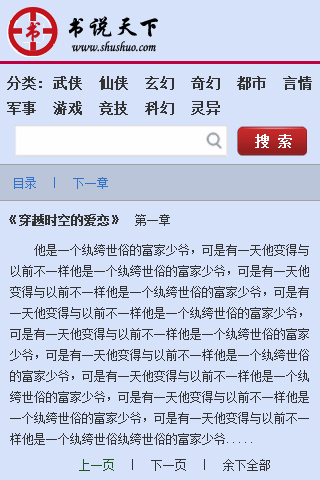 书说天下
www.shushuo.com
分类：武侠 仙侠 玄幻 奇幻 都市 言情
军事 游戏 竞技 科幻 灵异
搜 索
目录 | 下一章
《穿越时空的爱恋》 第一章
他是一个纨绔世俗的富家少爷，可是有一天他变得与
以前不一样他是一个纨绔世俗的富家少爷，可是有一天他
变得与以前不一样他是一个纨绔世俗的富家少爷，可是有
一天他变得与以前不一样他是一个纨绔世俗的富家少爷，
可是有一天他变得与以前不一样他是一个纨绔世俗的富家
少爷，可是有一天他变得与以前不一样他是一个纨绔世俗
的富家少爷，可是有一天他变得与以前不一样他是一个纨
绔世俗的富家少爷，可是有一天他变得与以前不一样他是
一个纨绔世俗的富家少爷，可是有一天他变得与以前不一
样他是一个纨绔世俗纨绔世俗的富家少爷.....
上一页 | 下一页 | 余下全部